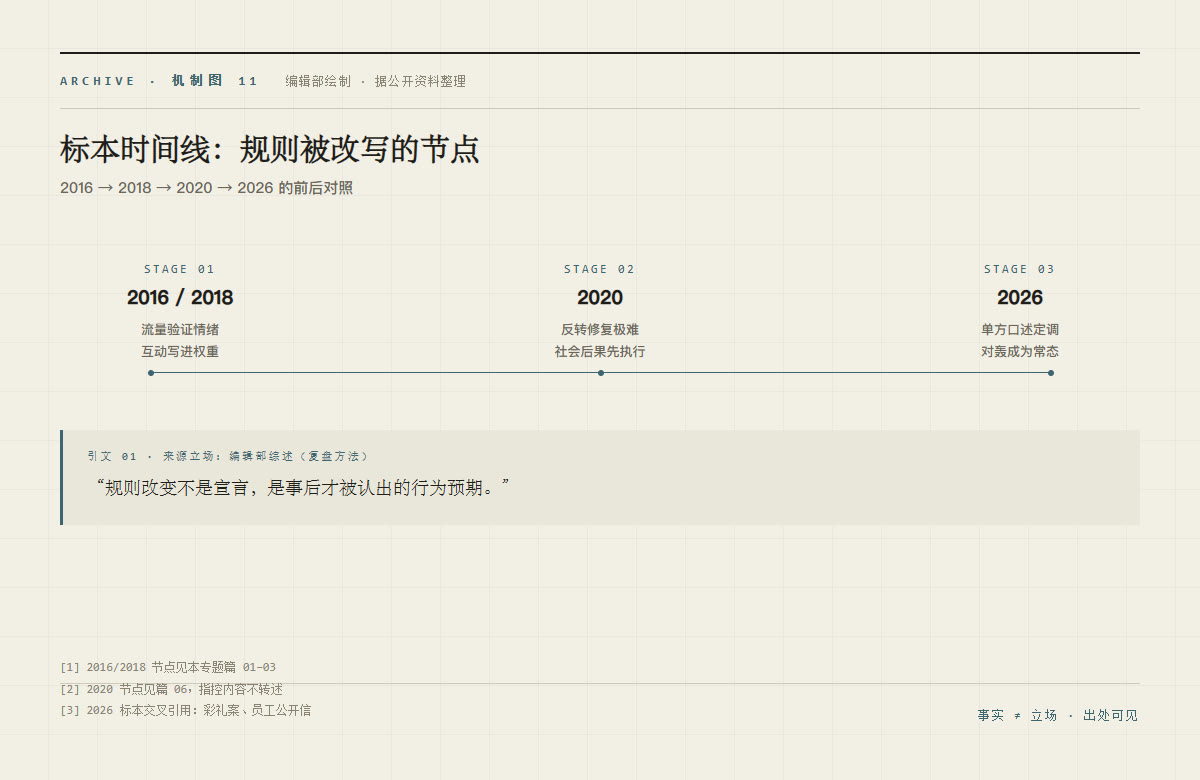 ARCHIVE · 机制图 11 编辑部绘制 · 据公开资料整理
标本时间线：规则被改写的节点
2016 → 2018 → 2020 → 2026 的前后对照
STAGE 01
2016 / 2018
流量验证情绪
互动写进权重
STAGE 02
2020
反转修复极难
社会后果先执行
STAGE 03
2026
单方口述定调
对轰成为常态
引文 01 · 来源立场：编辑部综述（复盘方法）
“规则改变不是宣言，是事后才被认出的行为预期。”
[1] 2016/2018 节点见本专题篇 01–03
[2] 2020 节点见篇 06，指控内容不转述
[3] 2026 标本交叉引用：彩礼案、员工公开信
事实 ≠ 立场 · 出处可见